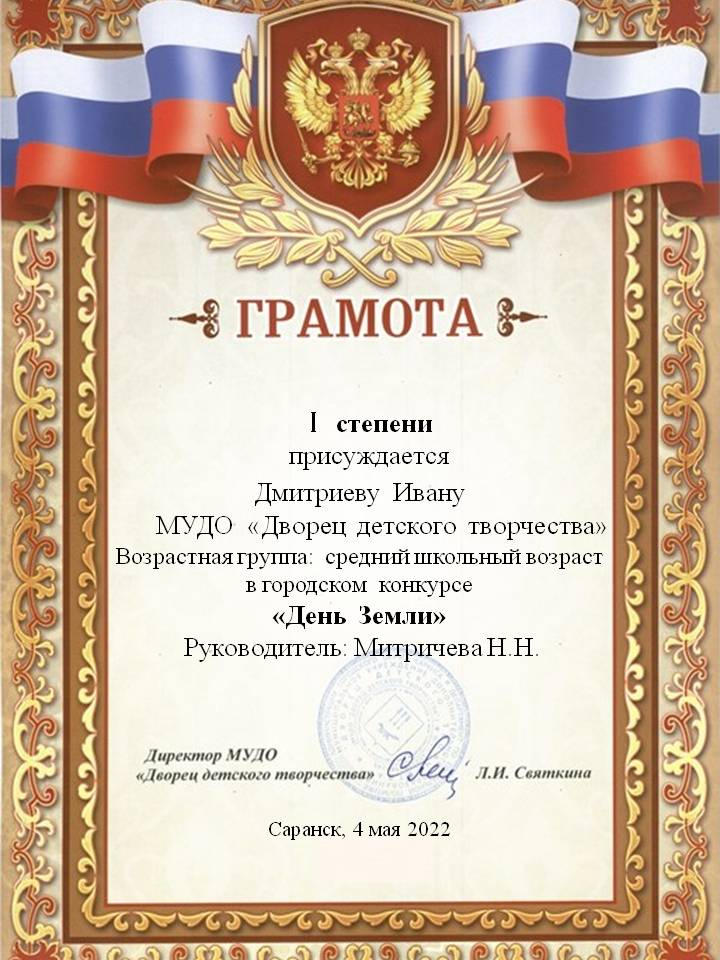 ГРАМОТА
I степени
присуждается
Дмитриеву Ивану
МУДО «Дворец детского творчества»
Возрастная группа: средний школьный возраст
в городском конкурсе
«День Земли»
Руководитель: Митричева Н.Н.
Директор МУДО
«Дворец детского творчества» Л.И. Святкина
Саранск, 4 мая 2022